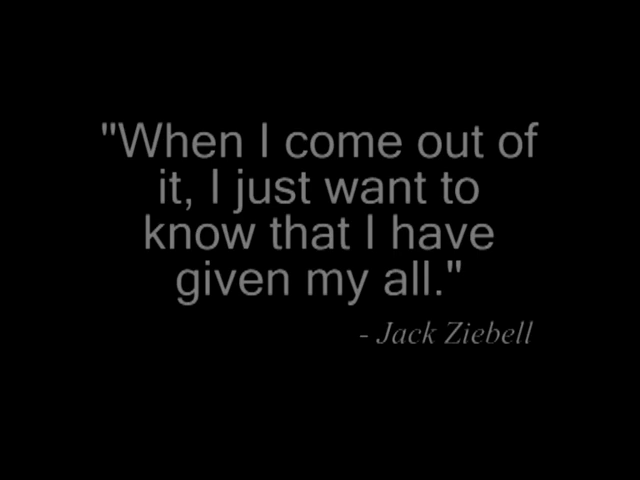 "When I come out of
it, I just want to
know that I have
given my all."
- Jack Ziebell